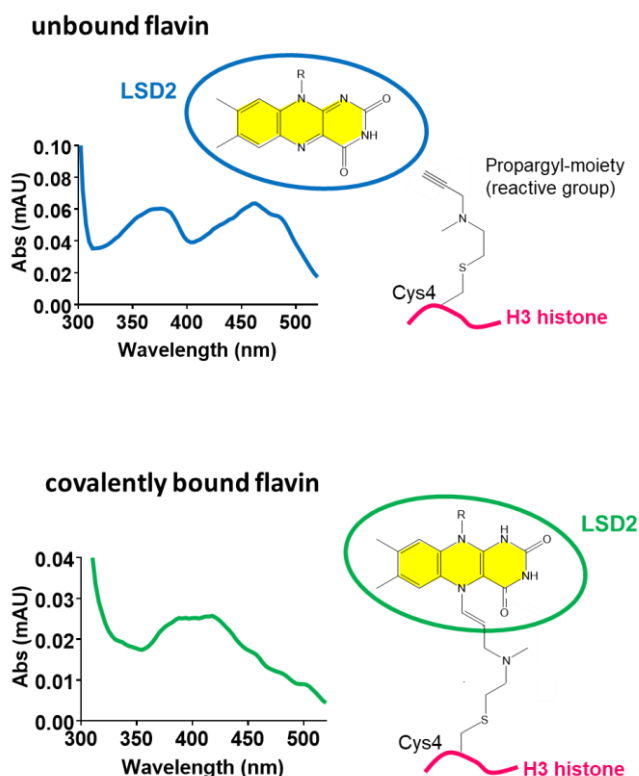 unbound flavin
LSD2
R
N
N
O
NH
N
O
0.10
0.08
0.06
0.04
0.02
0.00
Abs (mAU)
300 350 400 450 500
Wavelength (nm)
Propargyl-moiety
(reactive group)
N
S
Cys4
H3 histone
covalently bound flavin
LSD2
R
H
N
N
O
NH
N
O
0.04
0.03
0.02
0.01
0.00
Abs (mAU)
300 350 400 450 500
Wavelength (nm)
N
S
Cys4
H3 histone